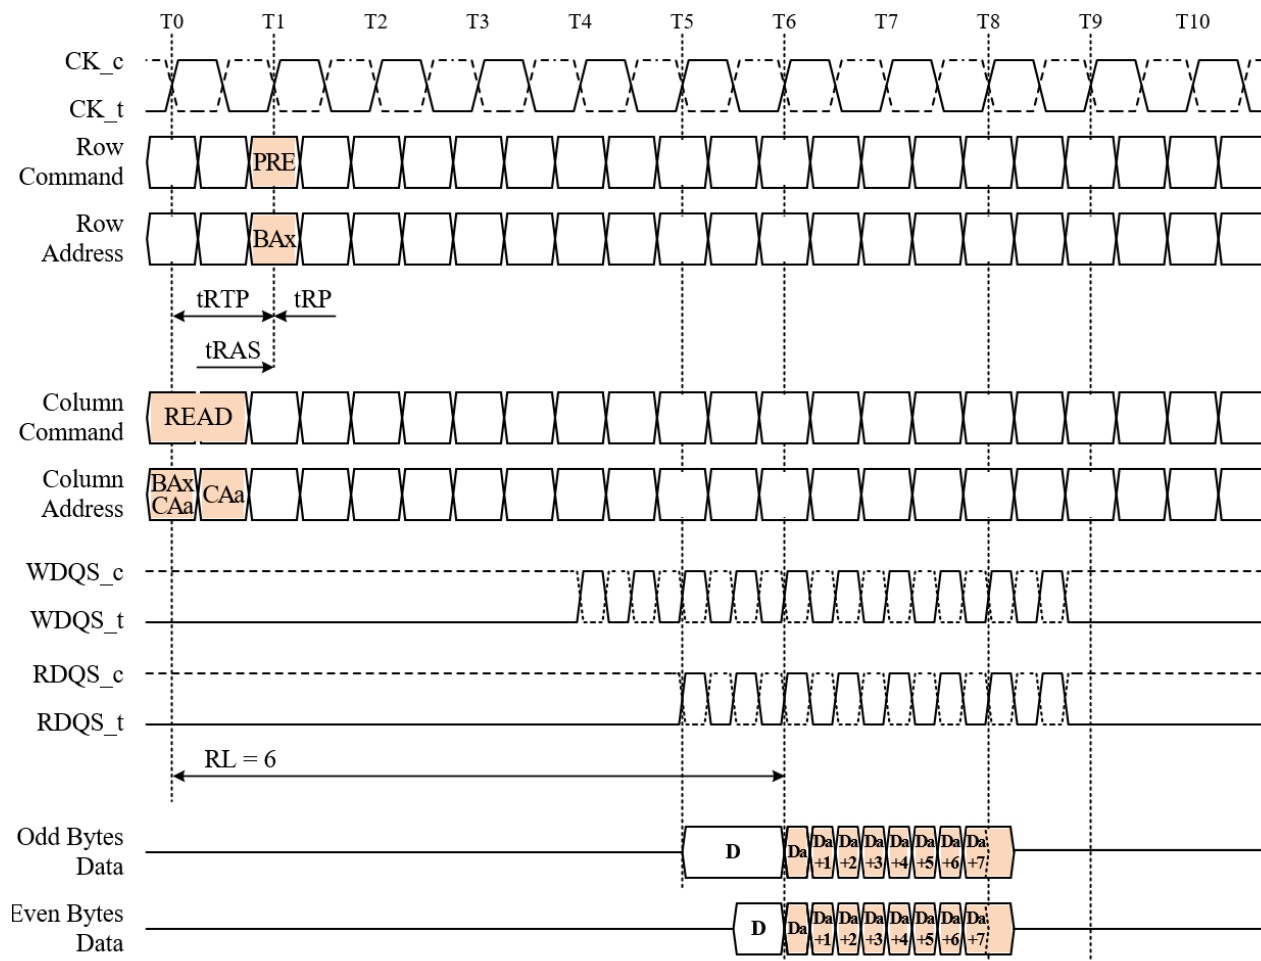 T0 T1 T2 T3 T4 T5 T6 T7 T8 T9 T10
CK_c
CK_t
Row
Command
PRE
Row
Address
BAx
tRTP tRP
tRAS
Column
Command
READ
Column
Address
BAx
CAa
CAa
WDQS_c
WDQS_t
RDQS_c
RDQS_t
RL = 6
Odd Bytes
Data
D
Da
Da
+1
Da
+2
Da
+3
Da
+4
Da
+5
Da
+6
Da
+7
Even Bytes
Data
D
Da
Da
+1
Da
+2
Da
+3
Da
+4
Da
+5
Da
+6
Da
+7